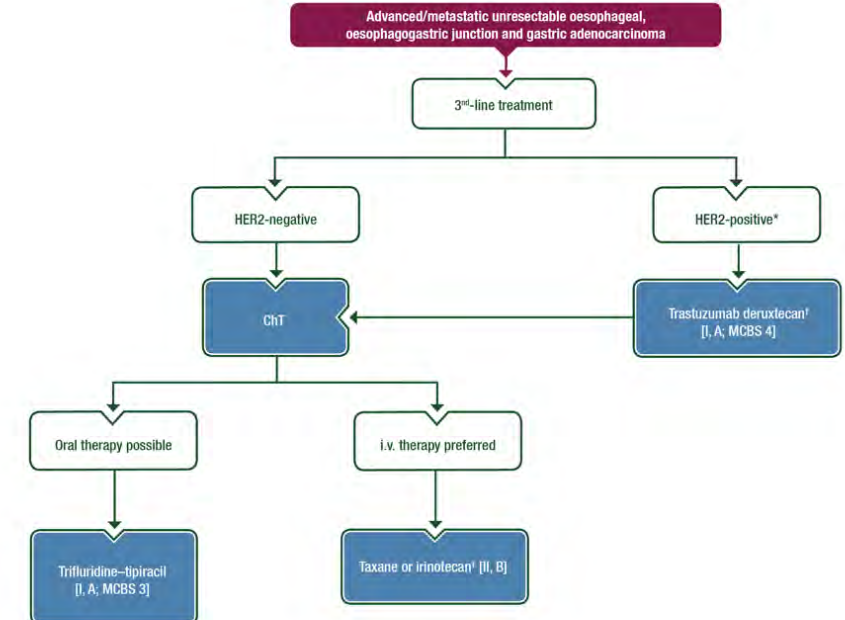 Advanced/metastatic unresectable oesophageal,
oesophagogastric junction and gastric adenocarcinoma
3ⁿᵈ-line treatment
HER2-negative
HER2-positive*
ChT
Trastuzumab deruxtecan†
[I, A; MCBS 4]
Oral therapy possible
i.v. therapy preferred
Trifluridine–tipiracil
[I, A; MCBS 3]
Taxane or irinotecan‡ [II, B]